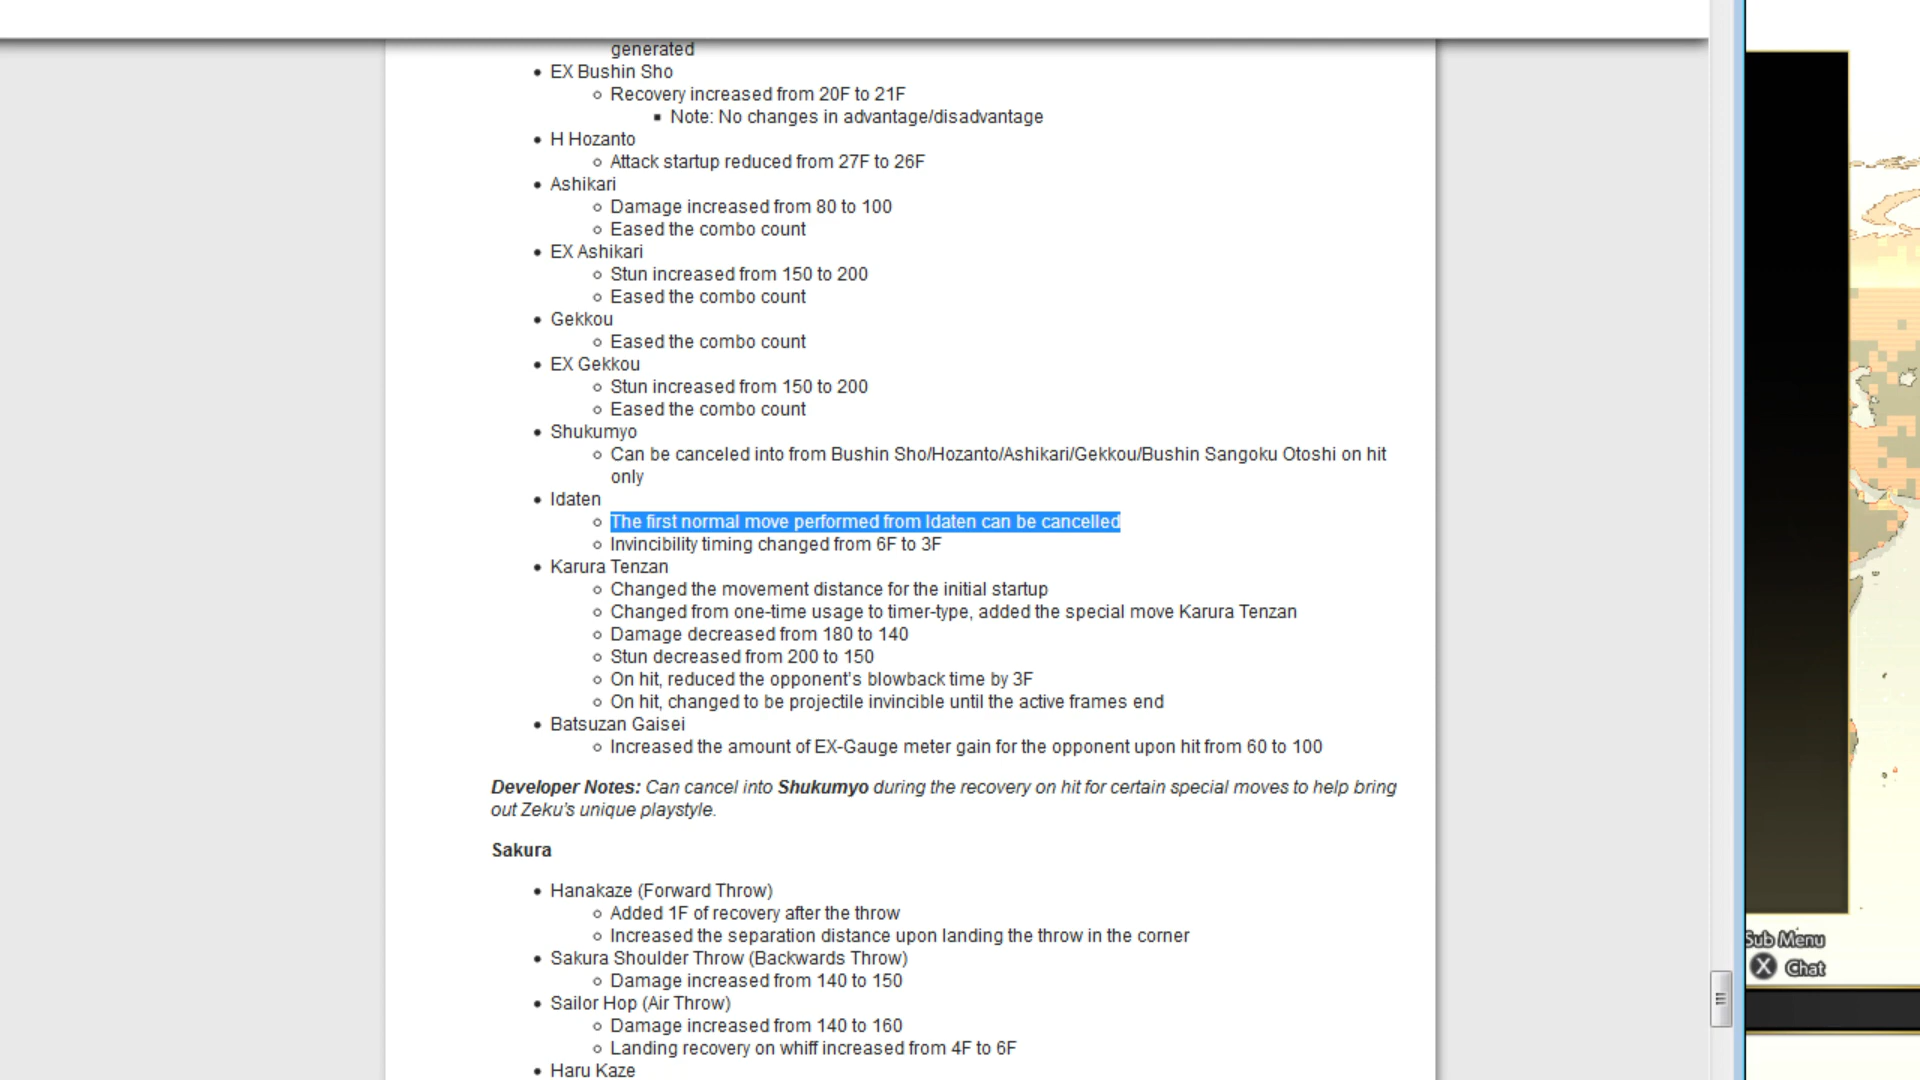 generated
• EX Bushin Sho
○ Recovery increased from 20F to 21F
▪ Note: No changes in advantage/disadvantage
• H Hozanto
○ Attack startup reduced from 27F to 26F
• Ashikari
○ Damage increased from 80 to 100
○ Eased the combo count
• EX Ashikari
○ Stun increased from 150 to 200
○ Eased the combo count
• Gekkou
○ Eased the combo count
• EX Gekkou
○ Stun increased from 150 to 200
○ Eased the combo count
• Shukumyo
○ Can be canceled into from Bushin Sho/Hozanto/Ashikari/Gekkou/Bushin Sangoku Otoshi on hit
only
• Idaten
○ The first normal move performed from Idaten can be cancelled
○ Invincibility timing changed from 6F to 3F
• Karura Tenzan
○ Changed the movement distance for the initial startup
○ Changed from one-time usage to timer-type, added the special move Karura Tenzan
○ Damage decreased from 180 to 140
○ Stun decreased from 200 to 150
○ On hit, reduced the opponent's blowback time by 3F
○ On hit, changed to be projectile invincible until the active frames end
• Batsuzan Gaisei
○ Increased the amount of EX-Gauge meter gain for the opponent upon hit from 60 to 100
Developer Notes: Can cancel into Shukumyo during the recovery on hit for certain special moves to help bring
out Zeku's unique playstyle.
Sakura
• Hanakaze (Forward Throw)
○ Added 1F of recovery after the throw
○ Increased the separation distance upon landing the throw in the corner
• Sakura Shoulder Throw (Backwards Throw)
○ Damage increased from 140 to 150
• Sailor Hop (Air Throw)
○ Damage increased from 140 to 160
○ Landing recovery on whiff increased from 4F to 6F
• Haru Kaze
Sub Menu
X Chat